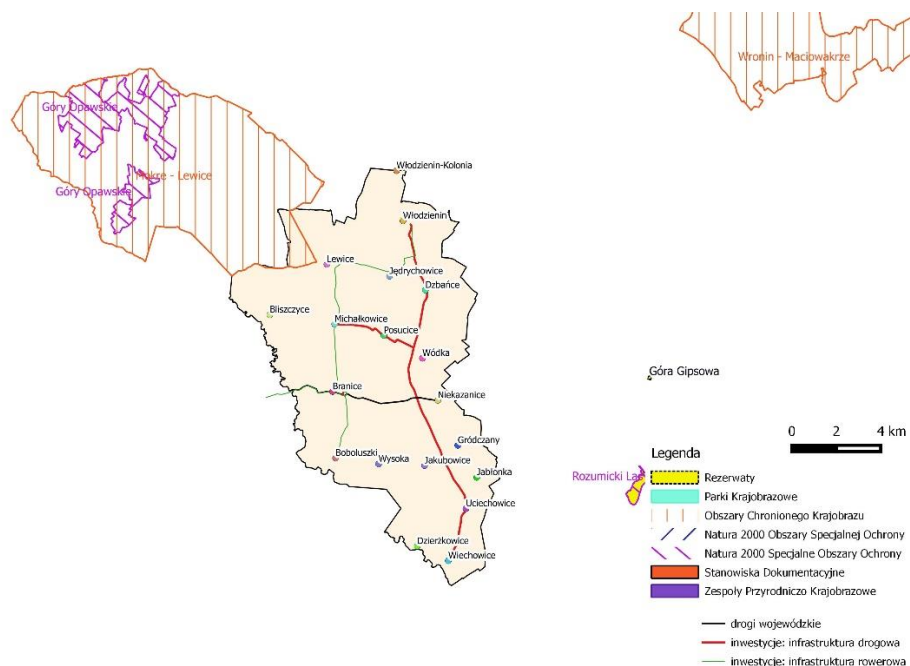 Wronin - Maciowakrze
Góry Opawskie
Mokre - Lewice
Góry Opawskie
Włodzienin-Kolonia
Włodzienin
Lewice
Jędrychowice
Dzbańce
Bliszczyce
Michałkowice
Posucice
Wódka
Góra Gipsowa
Branice
Niekazanice
0 2 4 km
Gródczany
Boboluszki
Wysoka
Jakubowice
Jabłonka
Uciechowice
Dzierżkowice
Wiechowice
Rozumicki Las
Legenda
Rezerwaty
Parki Krajobrazowe
Obszary Chronionego Krajobrazu
Natura 2000 Obszary Specjalnej Ochrony
Natura 2000 Specjalne Obszary Ochrony
Stanowiska Dokumentacyjne
Zespoły Przyrodniczo Krajobrazowe
drogi wojewódzkie
inwestycje: infrastruktura drogowa
inwestycje: infrastruktura rowerowa